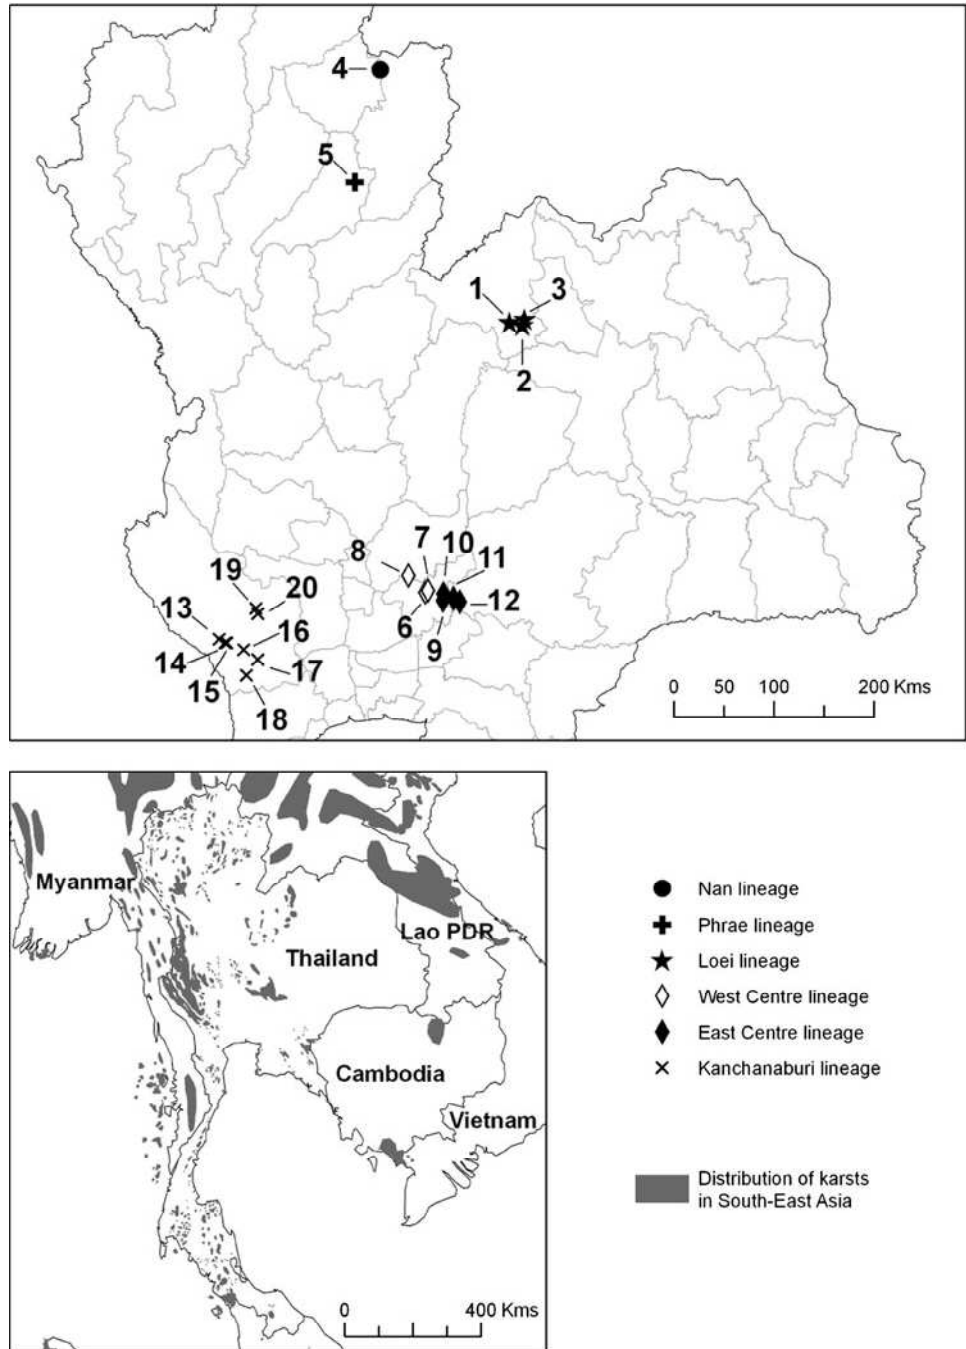 4
5
1
3
2
7
10
8
11
19
20
12
13
16
6
9
14
17
15
18
0 50 100 200 Kms
Myanmar
Lao PDR
Thailand
Cambodia
Vietnam
0 400 Kms
Nan lineage
Phrae lineage
Loei lineage
West Centre lineage
East Centre lineage
Kanchanaburi lineage
Distribution of karsts
in South-East Asia